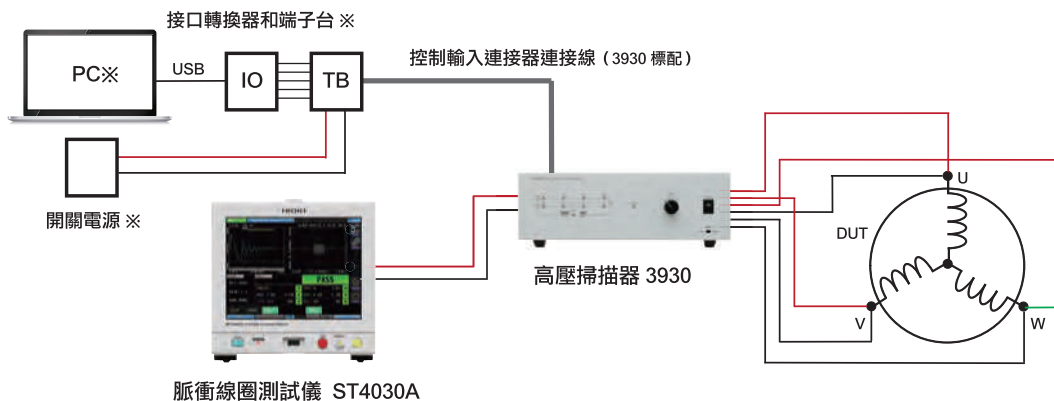 接口轉換器和端子台 ※
PC※
USB
IO
TB
控制輸入連接器連接線（3930 標配）
開關電源 ※
HIOKI
PASS
高壓掃描器 3930
U
DUT
V
W
脈衝線圈測試儀 ST4030A